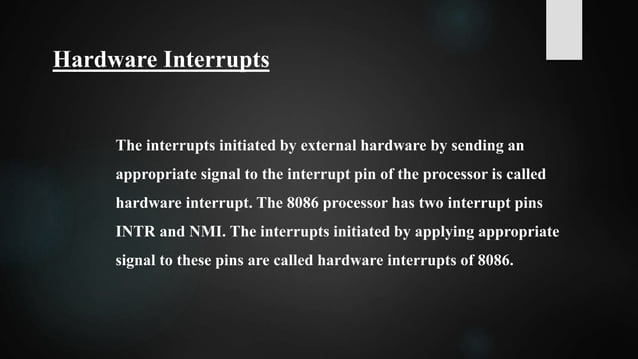 Hardware Interrupts
The interrupts initiated by external hardware by sending an
appropriate signal to the interrupt pin of the processor is called
hardware interrupt. The 8086 processor has two interrupt pins
INTR and NMI. The interrupts initiated by applying appropriate
signal to these pins are called hardware interrupts of 8086.